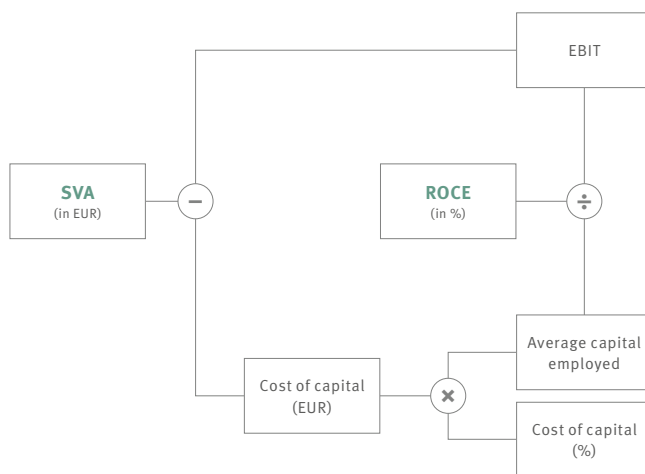 EBIT
SVA
(in EUR)
−
ROCE
(in %)
÷
Average capital
employed
Cost of capital
(EUR)
×
Cost of capital
(%)